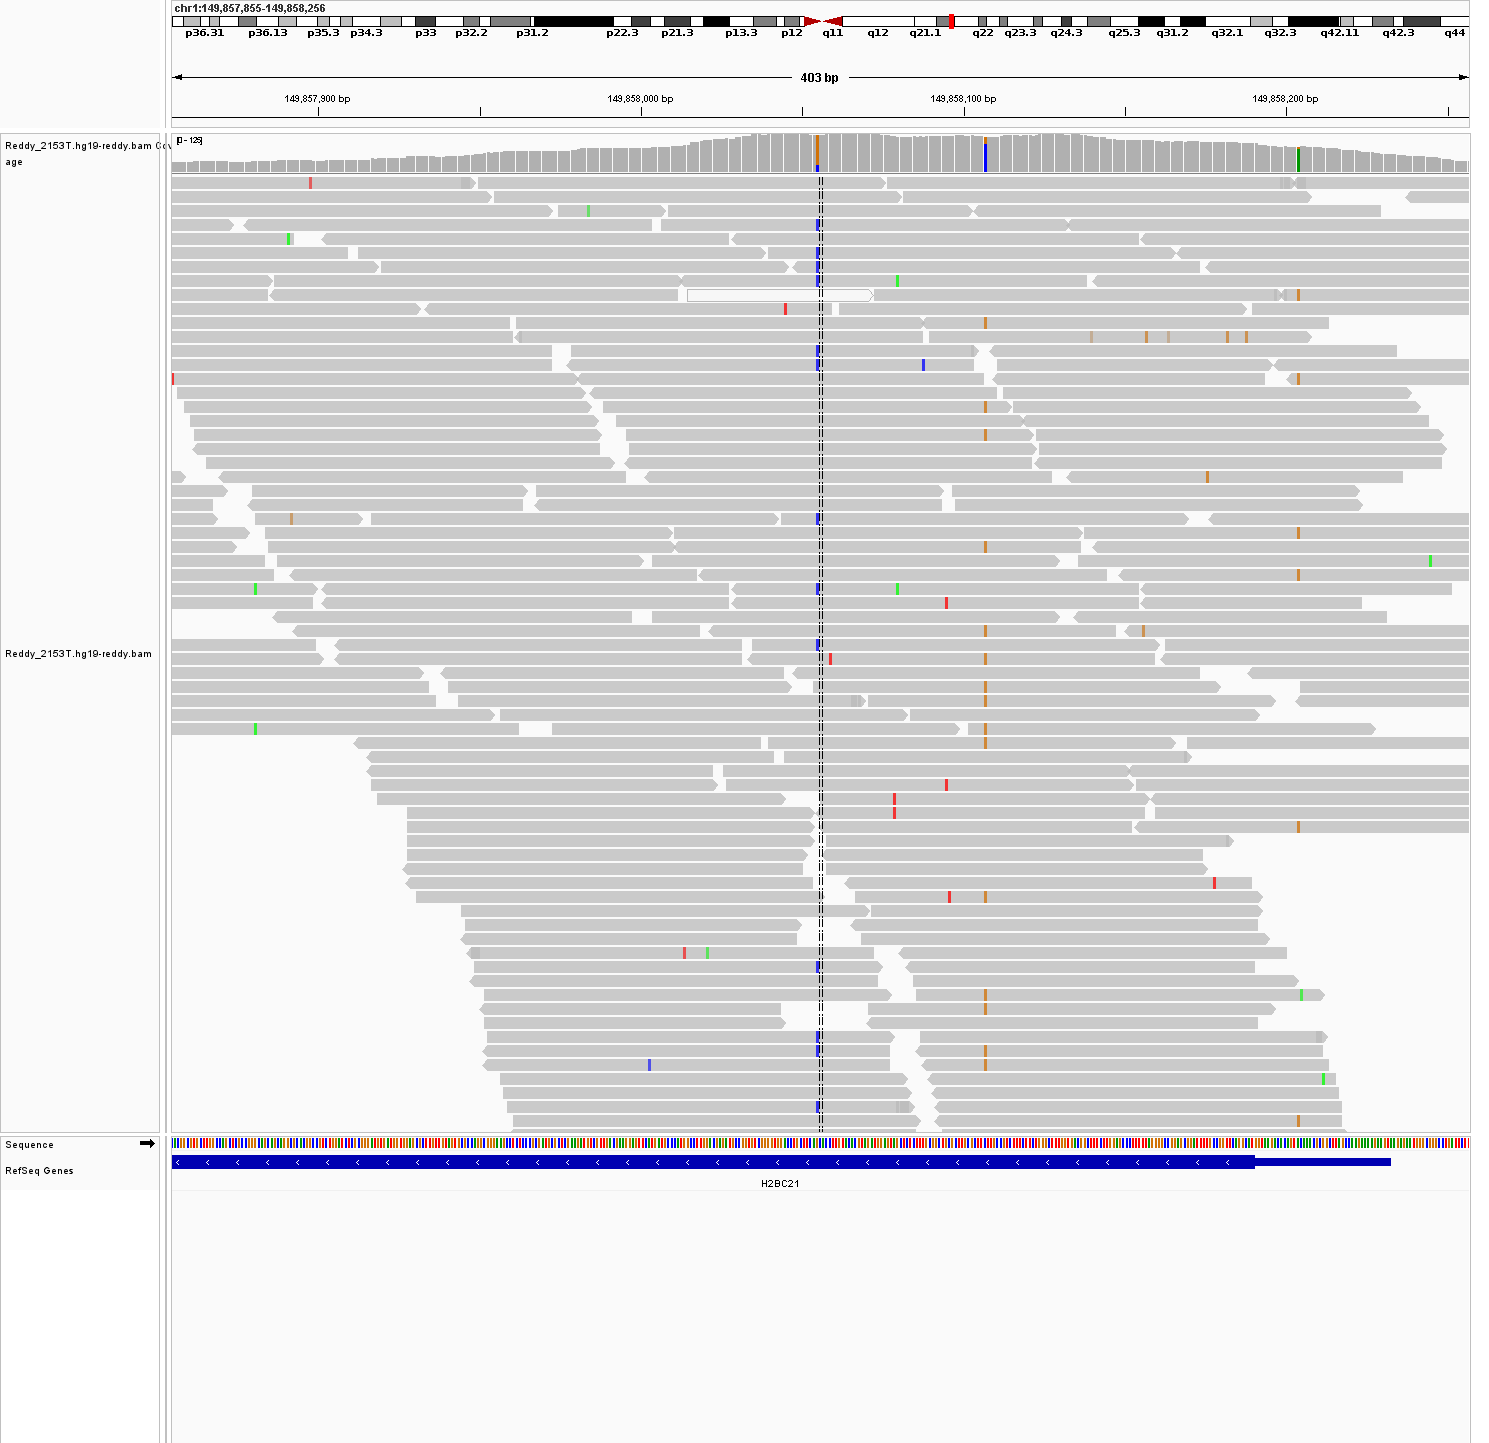 chr1:149,857,855-149,858,256
p36.31 p36.13 p35.3 p34.3 p33 p32.2 p31.2 p22.3 p21.3 p13.3 p12 q11 q12 q21.1 q22 q23.3 q24.3 q25.3 q31.2 q32.1 q32.3 q42.11 q42.3 q44
403 bp
149,857,900 bp 149,858,000 bp 149,858,100 bp 149,858,200 bp
Reddy_2153T.hg19-reddy.bam Cov
age
[0 - 125]
Reddy_2153T.hg19-reddy.bam
Sequence
RefSeq Genes
H2BC21